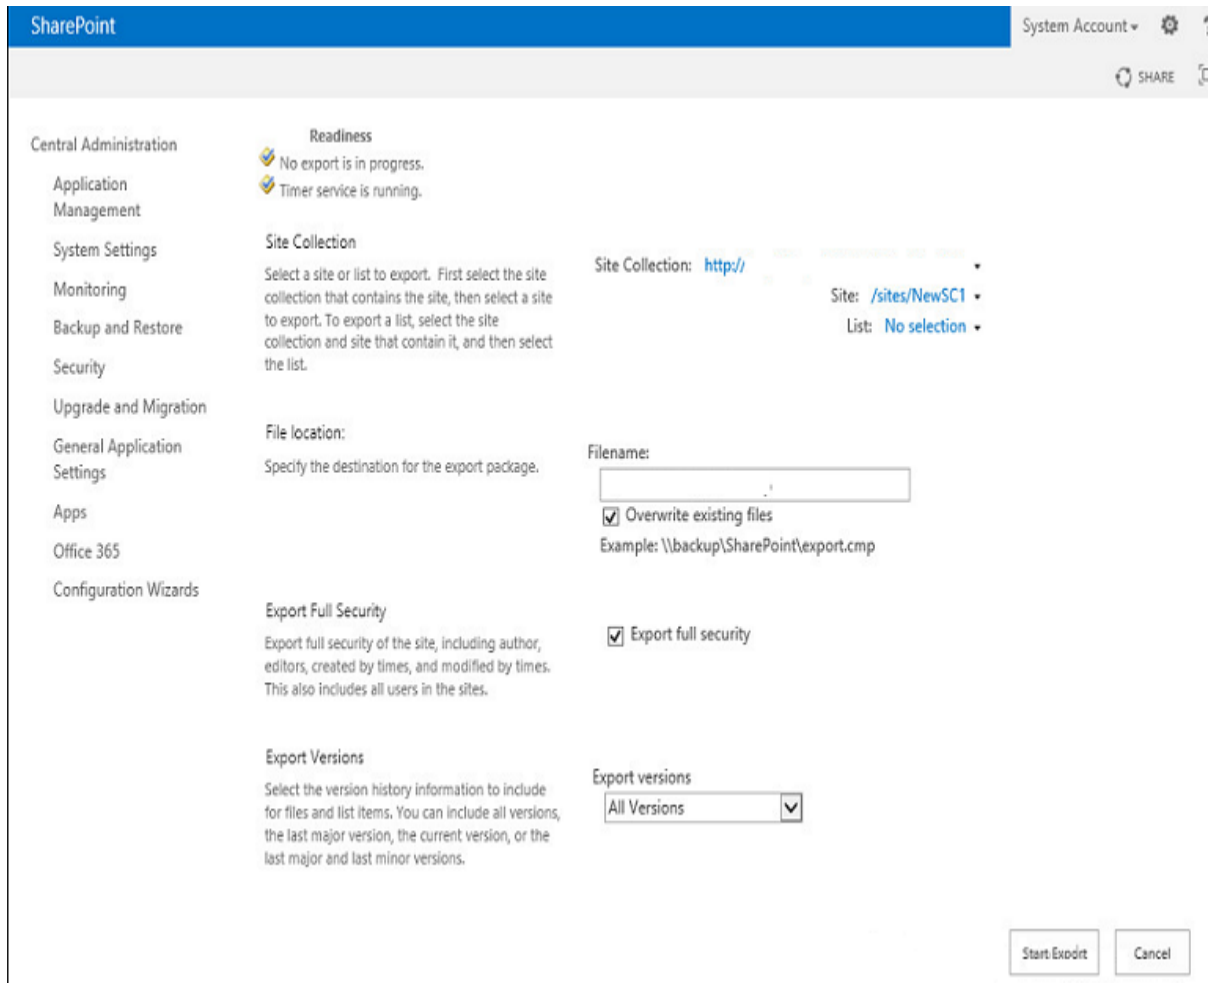 SharePoint
System Account
?
SHARE
Central Administration
Application
Management
System Settings
Monitoring
Backup and Restore
Security
Upgrade and Migration
General Application
Settings
Apps
Office 365
Configuration Wizards
Readiness
No export is in progress.
Timer service is running.
Site Collection
Select a site or list to export. First select the site
collection that contains the site, then select a site
to export. To export a list, select the site
collection and site that contain it, and then select
the list.
Site Collection: http://
Site: /sites/NewSC1
List: No selection
File location:
Specify the destination for the export package.
Filename:
Overwrite existing files
Example: \\backup\SharePoint\export.cmp
Export Full Security
Export full security of the site, including author,
editors, created by times, and modified by times.
This also includes all users in the sites.
Export full security
Export Versions
Select the version history information to include
for files and list items. You can include all versions,
the last major version, the current version, or the
last major and last minor versions.
Export versions
All Versions
Start Export
Cancel